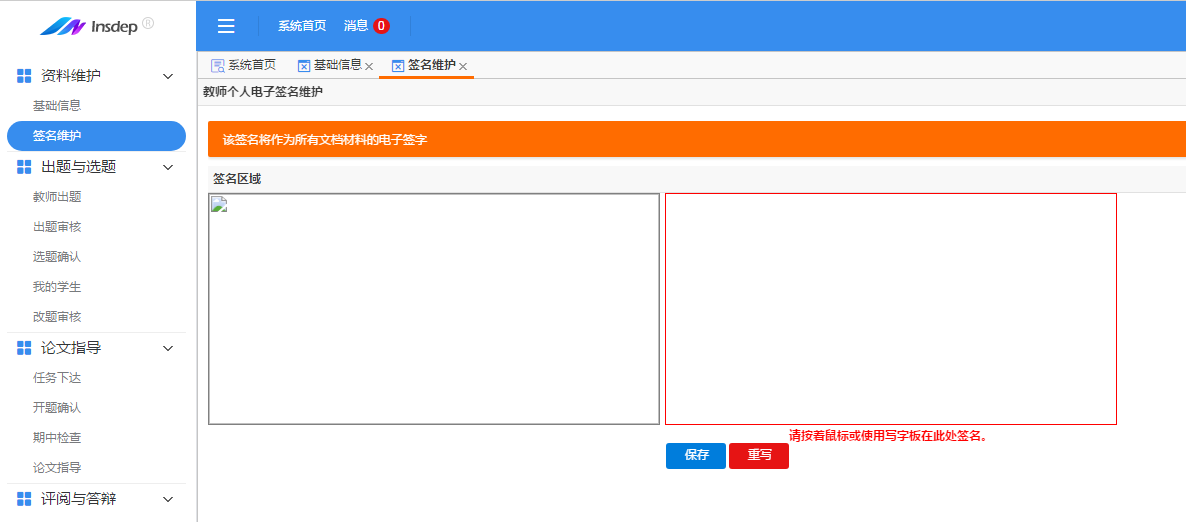 Insdep ®
系统首页 消息 0
资料维护
基础信息
签名维护
出题与选题
教师出题
出题审核
选题确认
我的学生
改题审核
论文指导
任务下达
开题确认
期中检查
论文指导
评阅与答辩
系统首页 基础信息 签名维护
教师个人电子签名维护
该签名将作为所有文档材料的电子签字
签名区域
请按着鼠标或使用写字板在此处签名。
保存 重写